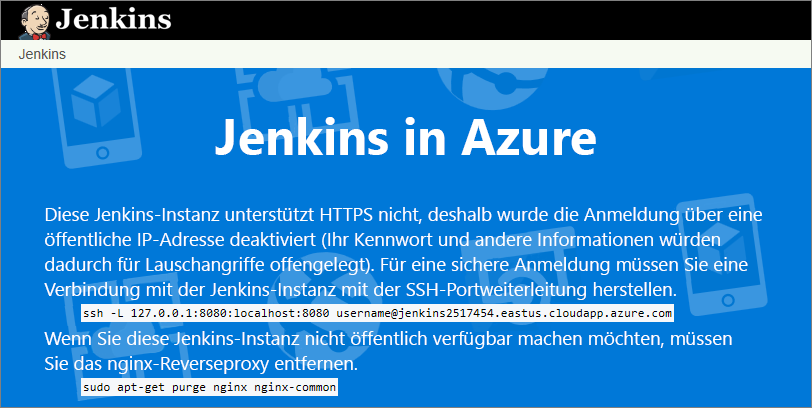 Jenkins
Jenkins
Jenkins in Azure
Diese Jenkins-Instanz unterstützt HTTPS nicht, deshalb wurde die Anmeldung über eine
öffentliche IP-Adresse deaktiviert (Ihr Kennwort und andere Informationen würden
dadurch für Lauschangriffe offengelegt). Für eine sichere Anmeldung müssen Sie eine
Verbindung mit der Jenkins-Instanz mit der SSH-Portweiterleitung herstellen.
ssh -L 127.0.0.1:8080:localhost:8080 username@jenkins2517454.eastus.cloudapp.azure.com
Wenn Sie diese Jenkins-Instanz nicht öffentlich verfügbar machen möchten, müssen
Sie das nginx-Reverseproxy entfernen.
sudo apt-get purge nginx nginx-common